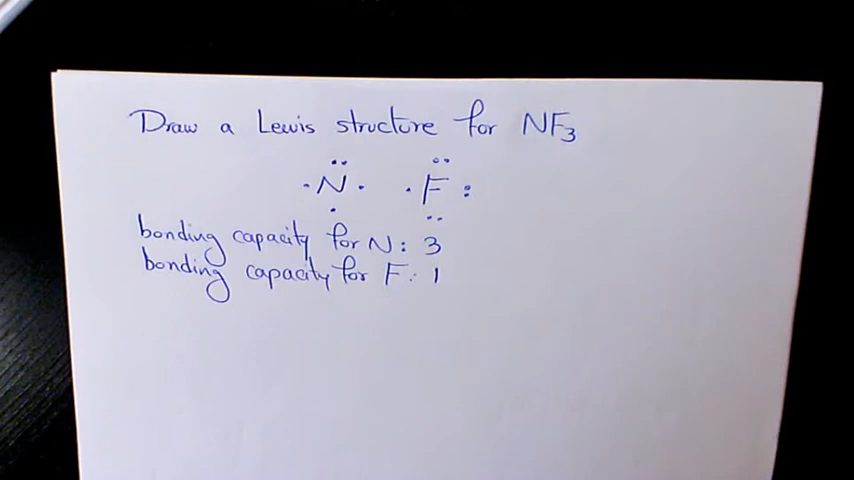 Draw a Lewis structure for NF₃
·N· ·F:
bonding capacity for N: 3
bonding capacity for F: 1